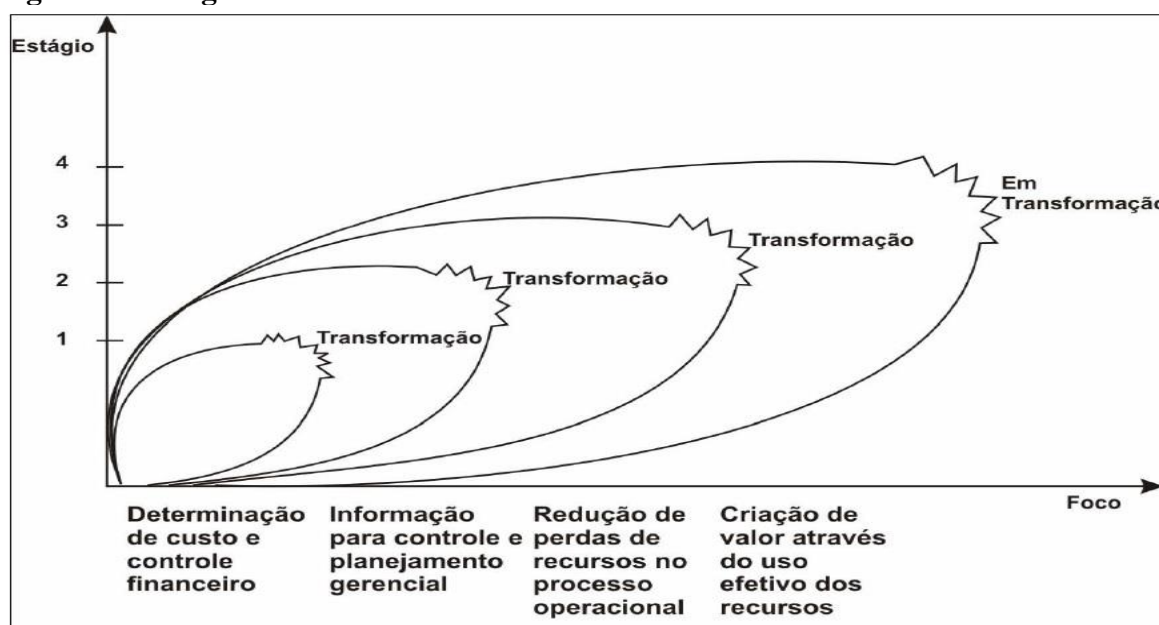 Estágio
4
3
2
1
Em
Transformação
Transformação
Transformação
Transformação
Foco
Determinação
de custo e
controle
financeiro
Informação
para controle e
planejamento
gerencial
Redução de
perdas de
recursos no
processo
operacional
Criação de
valor através
do uso
efetivo dos
recursos